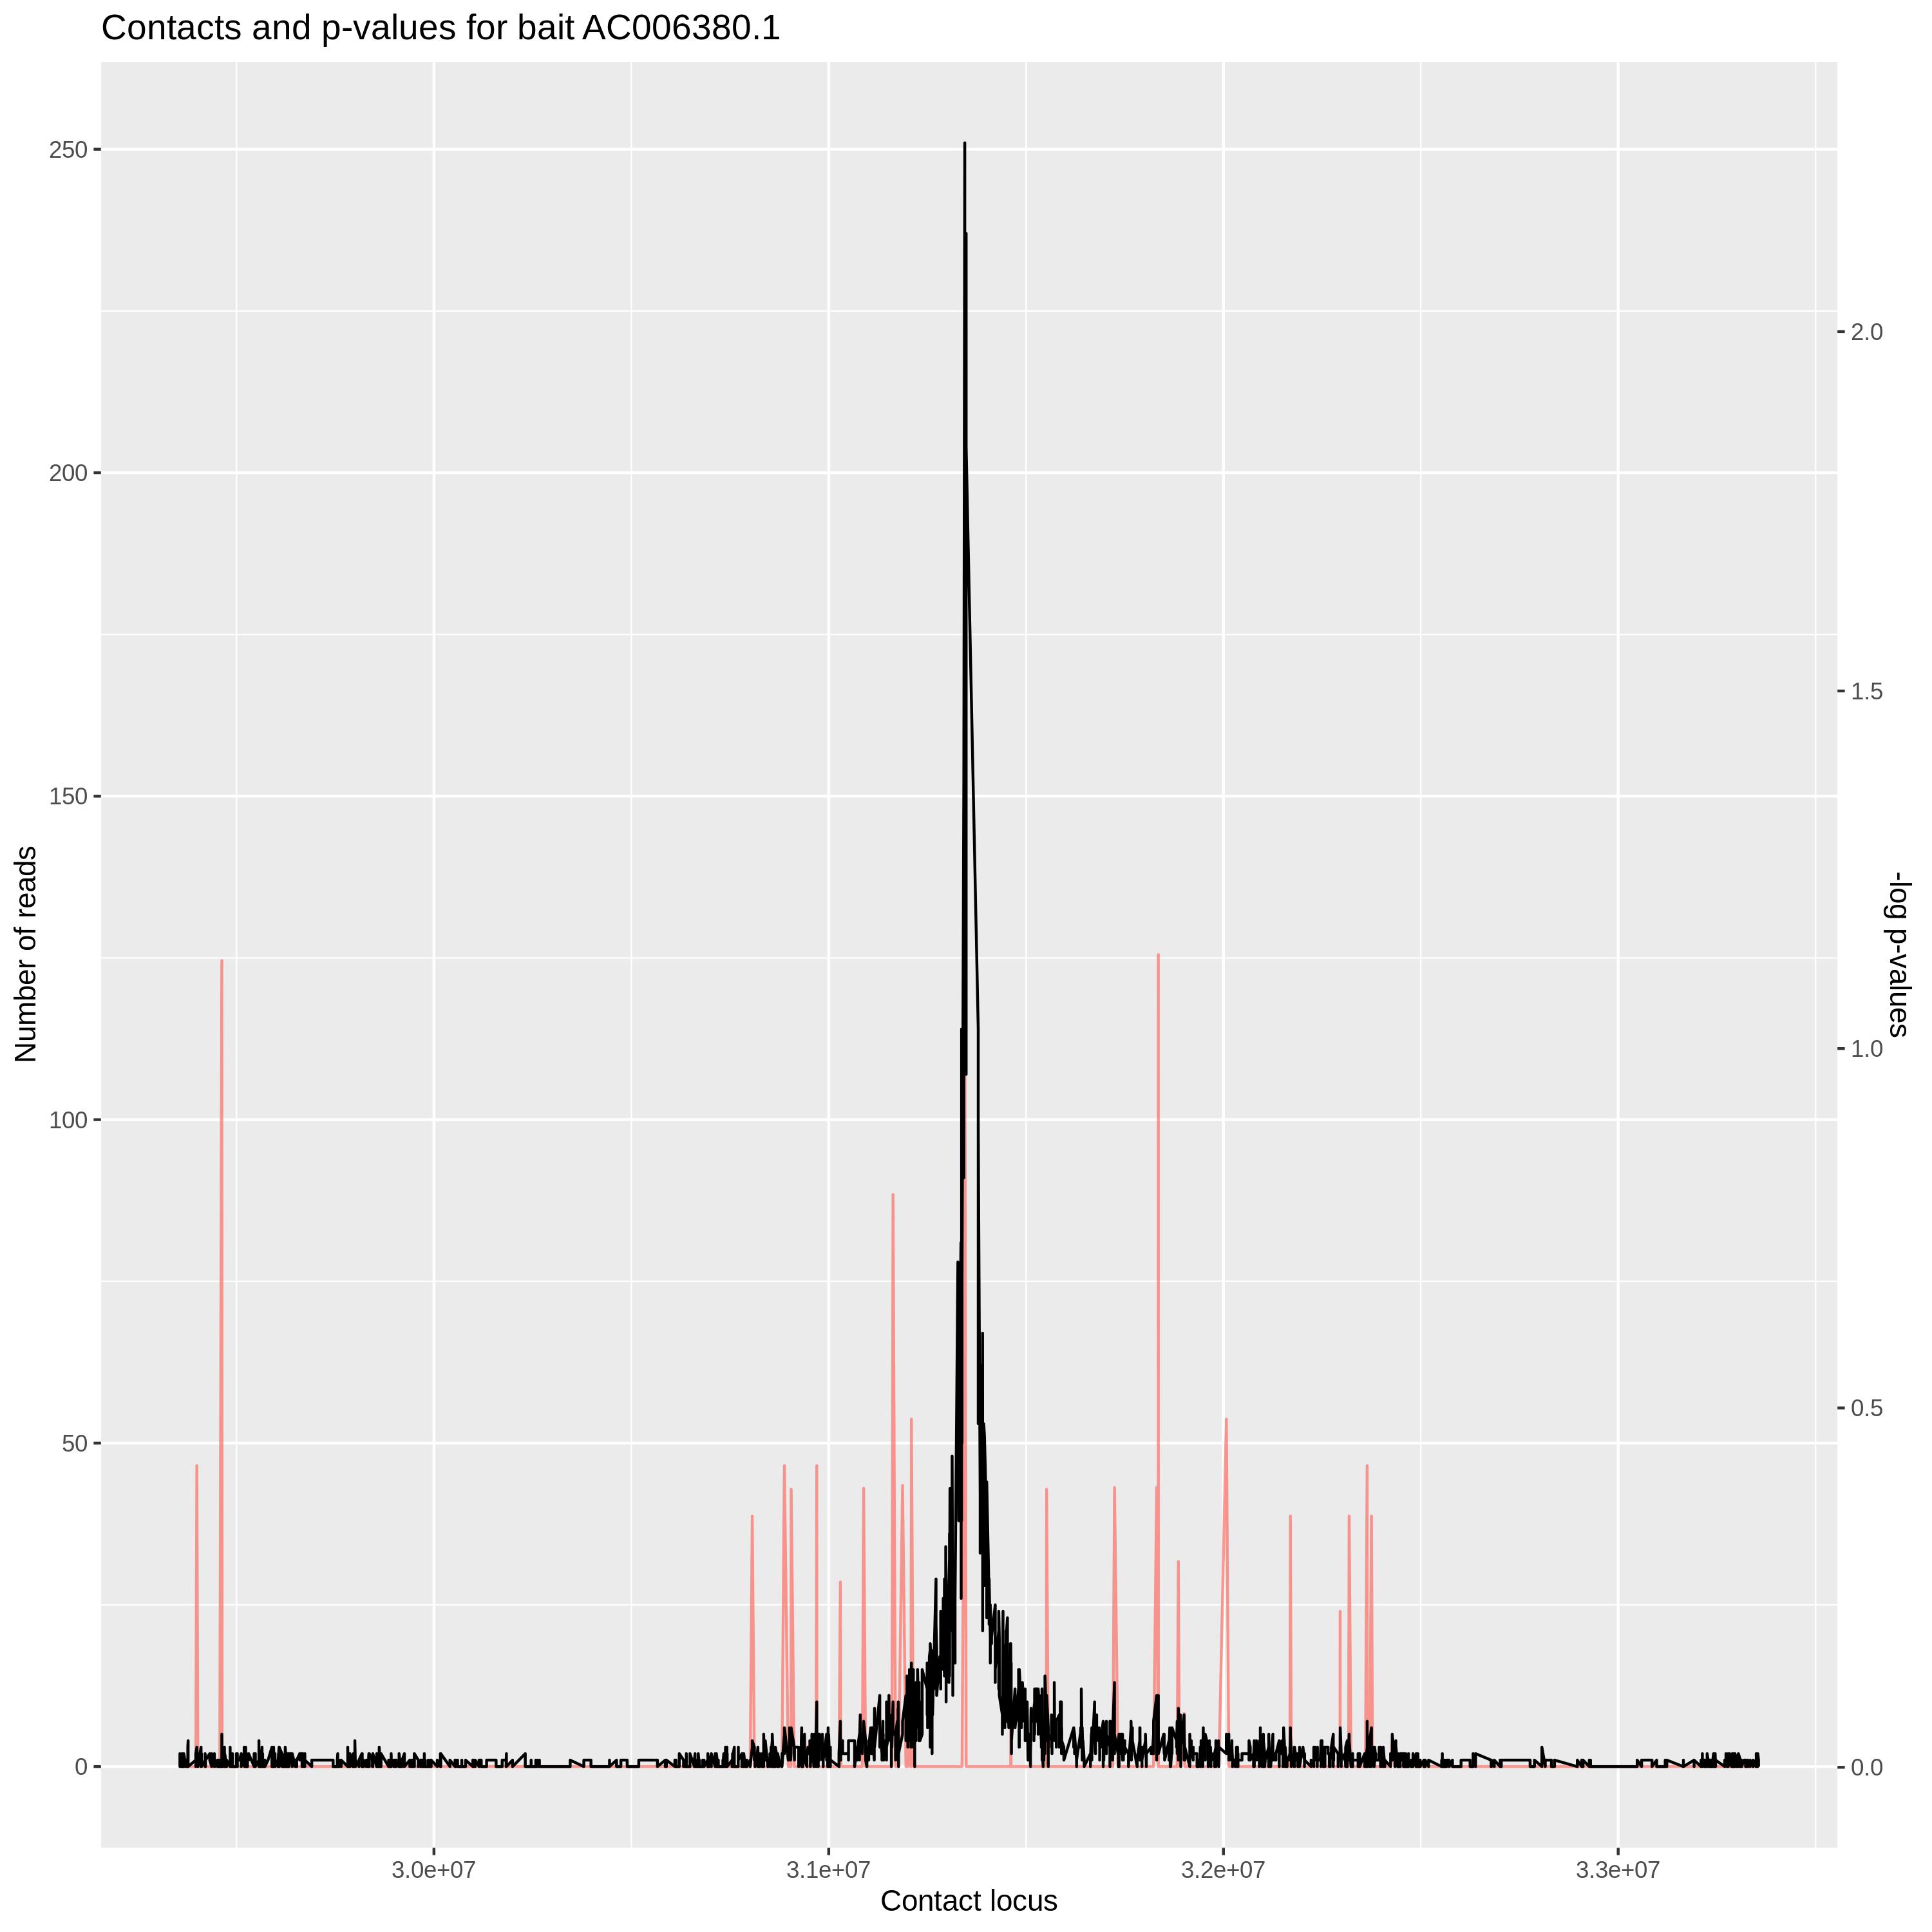 Contacts and p-values for bait AC006380.1
250
200
150
100
50
0
Number of reads
2.0
1.5
1.0
0.5
0.0
-log p-values
3.0e+07 3.1e+07 3.2e+07 3.3e+07
Contact locus